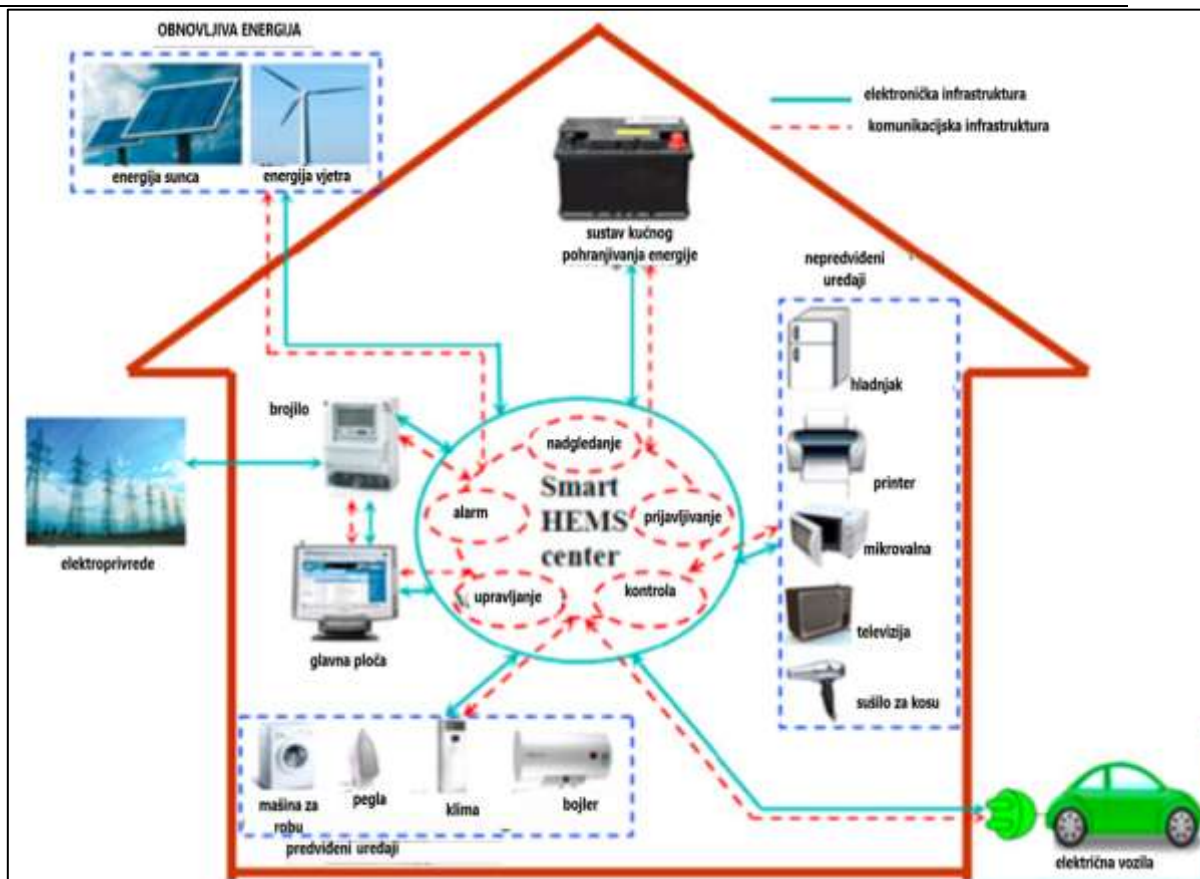 OBNOVLJIVA ENERGIJA
energija sunca
energija vjetra
elektronička infrastruktura
komunikacijska infrastruktura
sustav kućnog
pohranjivanja energije
nepredviđeni
uređaji
hladnjak
printer
mikrovalna
televizija
sušilo za kosu
brojilo
elektroprivrede
glavna ploča
nadgledanje
alarm
Smart
HEMS
center
prijavljivanje
upravljanje
kontrola
mašina za
robu
pegla
klima
bojler
predviđeni uređaji
električna vozila